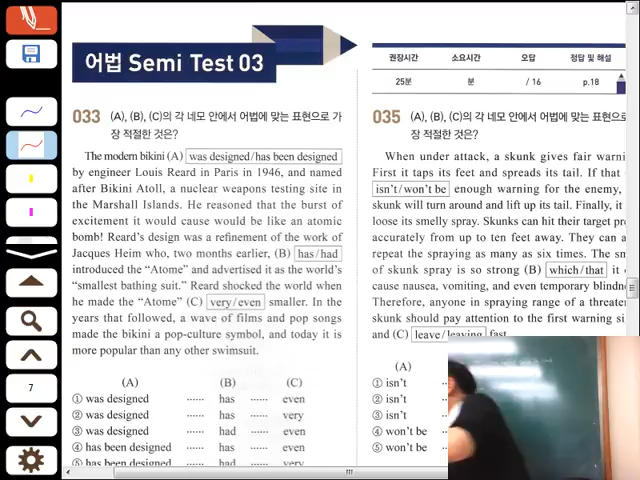 어법 Semi Test 03
권장시간 소요시간 오답 정답 및 해설
25분 분 / 16 p.18
033 (A), (B), (C)의 각 네모 안에서 어법에 맞는 표현으로 가
장 적절한 것은?
The modern bikini (A) was designed/has been designed
by engineer Louis Reard in Paris in 1946, and named
after Bikini Atoll, a nuclear weapons testing site in
the Marshall Islands. He reasoned that the burst of
excitement it would cause would be like an atomic
bomb! Reard's design was a refinement of the work of
Jacques Heim who, two months earlier, (B) has/had
introduced the “Atome” and advertised it as the world's
“smallest bathing suit.” Reard shocked the world when
he made the “Atome” (C) very/even smaller. In the
years that followed, a wave of films and pop songs
made the bikini a pop-culture symbol, and today it is
more popular than any other swimsuit.
(A) (B) (C)
① was designed ······ has ······ even
② was designed ······ has ······ very
③ was designed ······ had ······ even
④ has been designed ······ has ······ even
⑤ has been designed ······ had ······ very
035 (A), (B), (C)의 각 네모 안에서 어법에 맞는 표현으로
장 적절한 것은?
When under attack, a skunk gives fair
First it taps its feet and spreads its tail. If that
isn't/won't be enough warning for the enemy,
skunk will turn around and lift up its tail. Finally, it
loose its smelly spray. Skunks can hit their target
accurately from up to ten feet away. They can
repeat the spraying as many as six times. The
of skunk spray is so strong (B) which/that it
cause nausea, vomiting, and even temporary
Therefore, anyone in spraying range of a
skunk should pay attention to the first warning
and (C) leave/leaving fast.
(A)
① isn't
② isn't
③ isn't
④ won't be
⑤ won't be
7